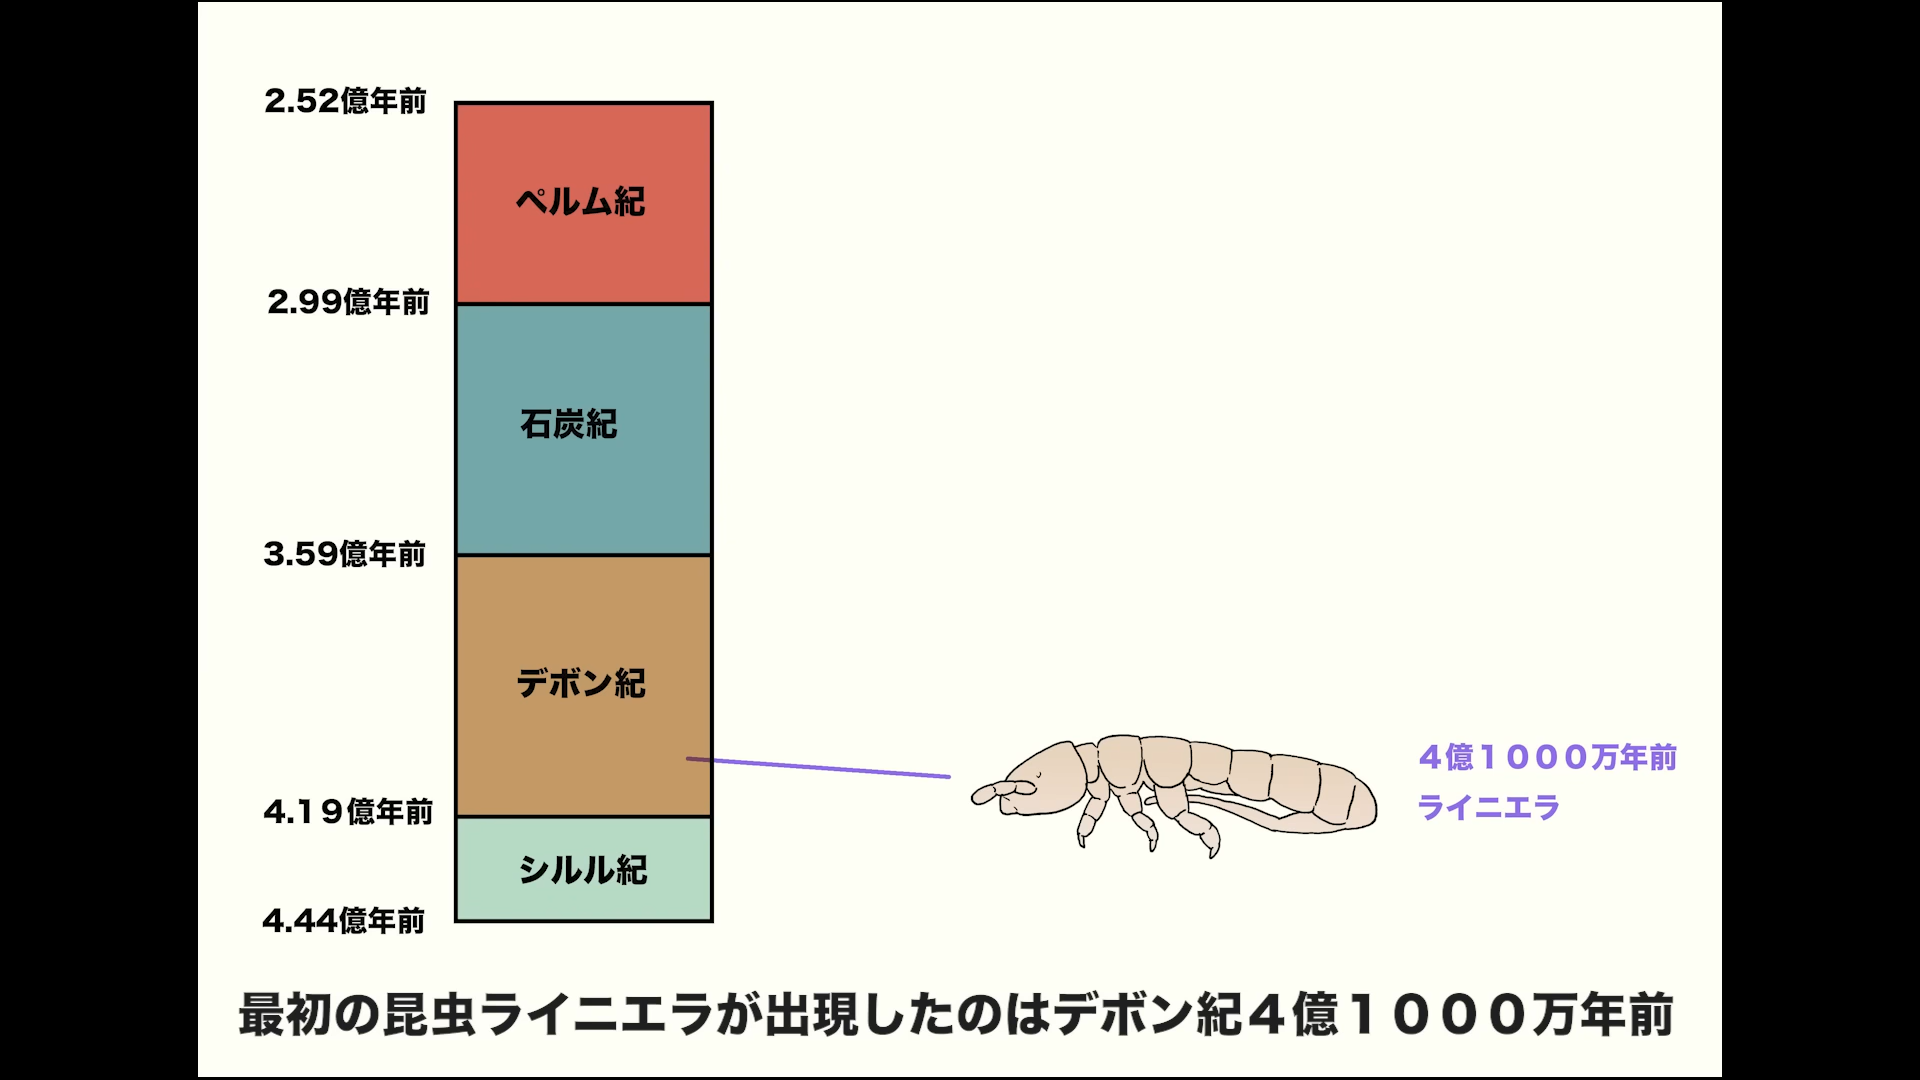 2.52億年前
ペルム紀
2.99億年前
石炭紀
3.59億年前
デボン紀
4億1000万年前
ライニエラ
4.19億年前
シルル紀
4.44億年前
最初の昆虫ライニエラが出現したのはデボン紀4億1000万年前